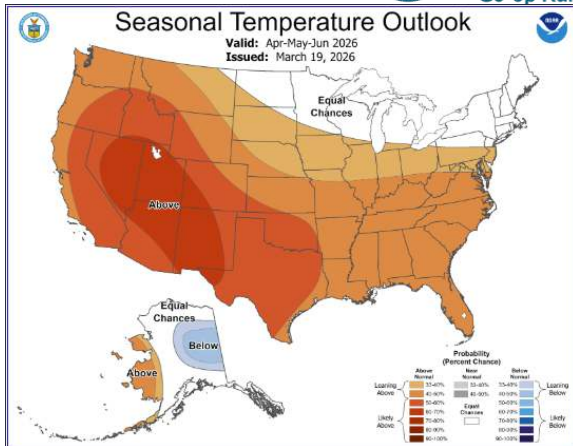 Seasonal Temperature Outlook
Valid: Apr-May-Jun 2026
Issued: March 19, 2026
Equal
Chances
Above
Equal
Chances
Below
Above
Probability
(Percent Chance)
Above
Normal
Near
Normal
Below
Normal
Leaning
Above
Likely
Above
33-40%
40-50%
50-60%
60-70%
70-80%
80-90%
90-100%
33-40%
40-50%
Equal
Chances
33-40%
40-50%
50-60%
60-70%
70-80%
80-90%
90-100%
Leaning
Below
Likely
Below